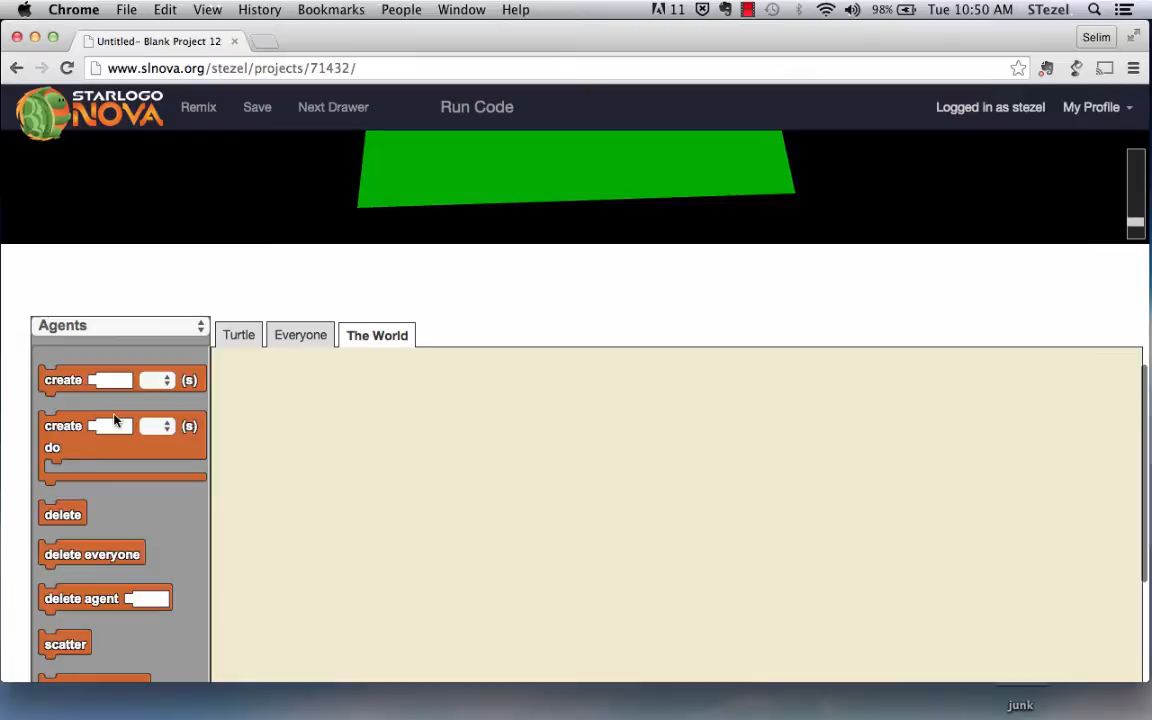 Chrome File Edit View History Bookmarks People Window Help 11 98% Tue 10:50 AM STezel
Untitled- Blank Project 12 Selim
www.slnova.org/stezel/projects/71432/
STARLOGO NOVA Remix Save Next Drawer Run Code Logged in as stezel My Profile
Agents Turtle Everyone The World
create (s)
create (s)
do
delete
delete everyone
delete agent
scatter
junk